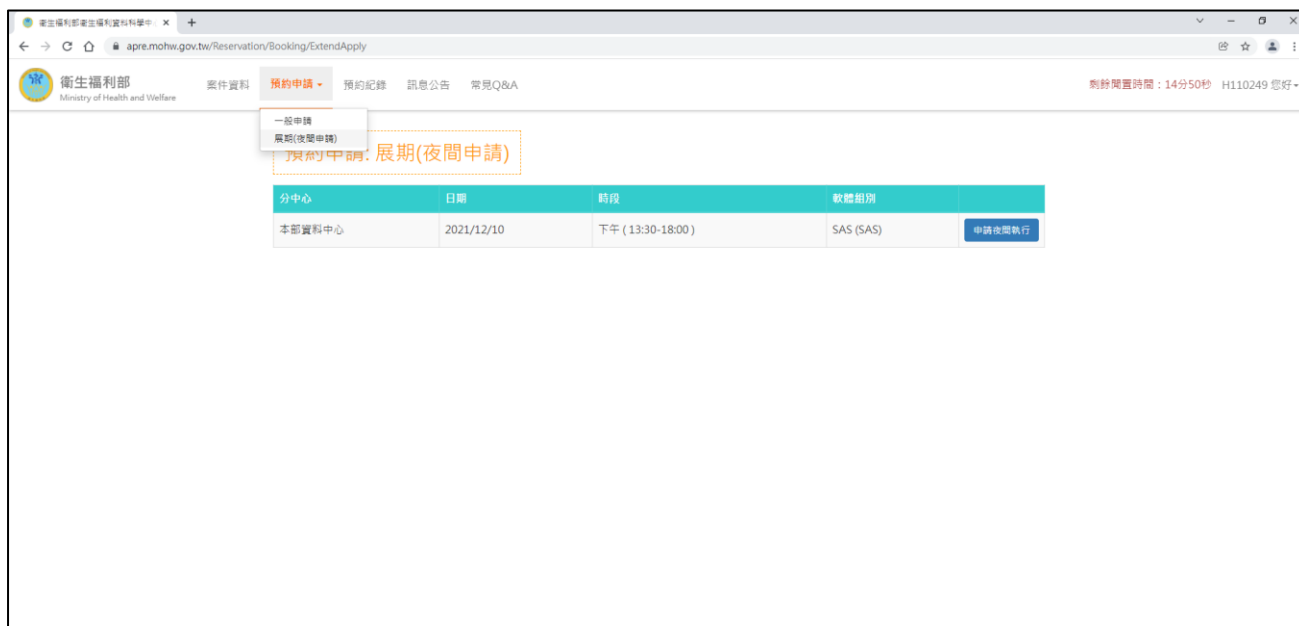 衛生福利部衛生福利資料科學中
apre.mohw.gov.tw/Reservation/Booking/ExtendApply
衛生福利部
Ministry of Health and Welfare
案件資料 預約申請 預約紀錄 訊息公告 常見Q&A
剩餘閒置時間：14分50秒 H110249 您好
一般申請
展期(夜間申請)
預約申請: 展期(夜間申請)
分中心 日期 時段 軟體組別
本部資料中心 2021/12/10 下午 ( 13:30-18:00 ) SAS (SAS) 申請夜間執行